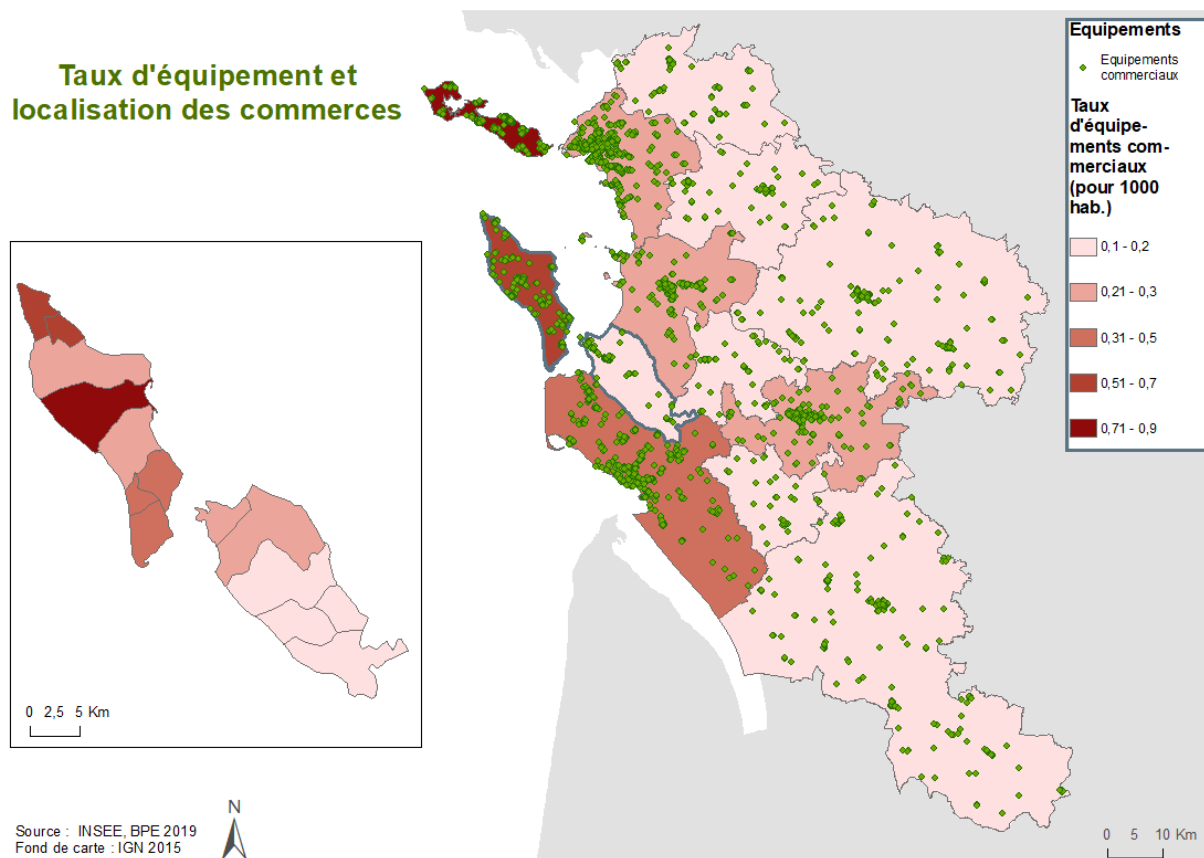 Taux d'équipement et
localisation des commerces
Equipements
Equipements
commerciaux
Taux
d'équipe-
ments com-
merciaux
(pour 1000
hab.)
0,1 - 0,2
0,21 - 0,3
0,31 - 0,5
0,51 - 0,7
0,71 - 0,9
0 2,5 5 Km
N
Source : INSEE, BPE 2019
Fond de carte : IGN 2015
0 5 10 Km